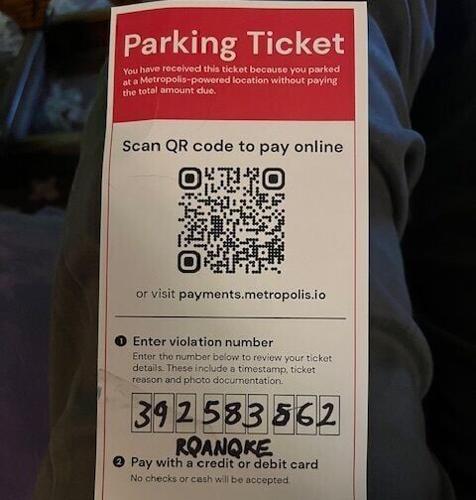 Parking Ticket
You have received this ticket because you parked
at a Metropolis-powered location without paying
the total amount due.
Scan QR code to pay online
or visit payments.metropolis.io
1 Enter violation number
Enter the number below to review your ticket
details. These include a timestamp, ticket
reason and photo documentation.
392583562
ROANQKE
2 Pay with a credit or debit card
No checks or cash will be accepted.